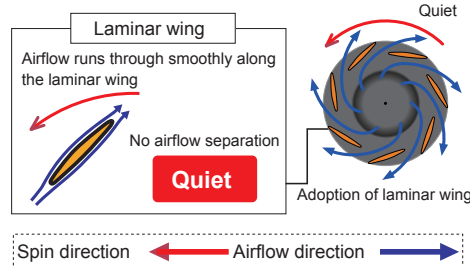 Laminar wing
Airflow runs through smoothly along
the laminar wing
No airflow separation
Quiet
Quiet
Adoption of laminar wing
Spin direction
Airflow direction